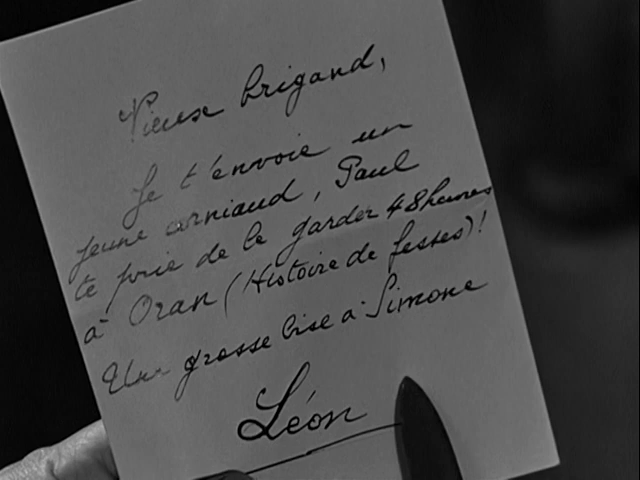 Vieux brigand,
Je t'envoie un
jeune corniaud, Paul
te prie de le garder 48 heures
à Oran (Histoire de fesses)!
Une grosse bise à Simone
Léon